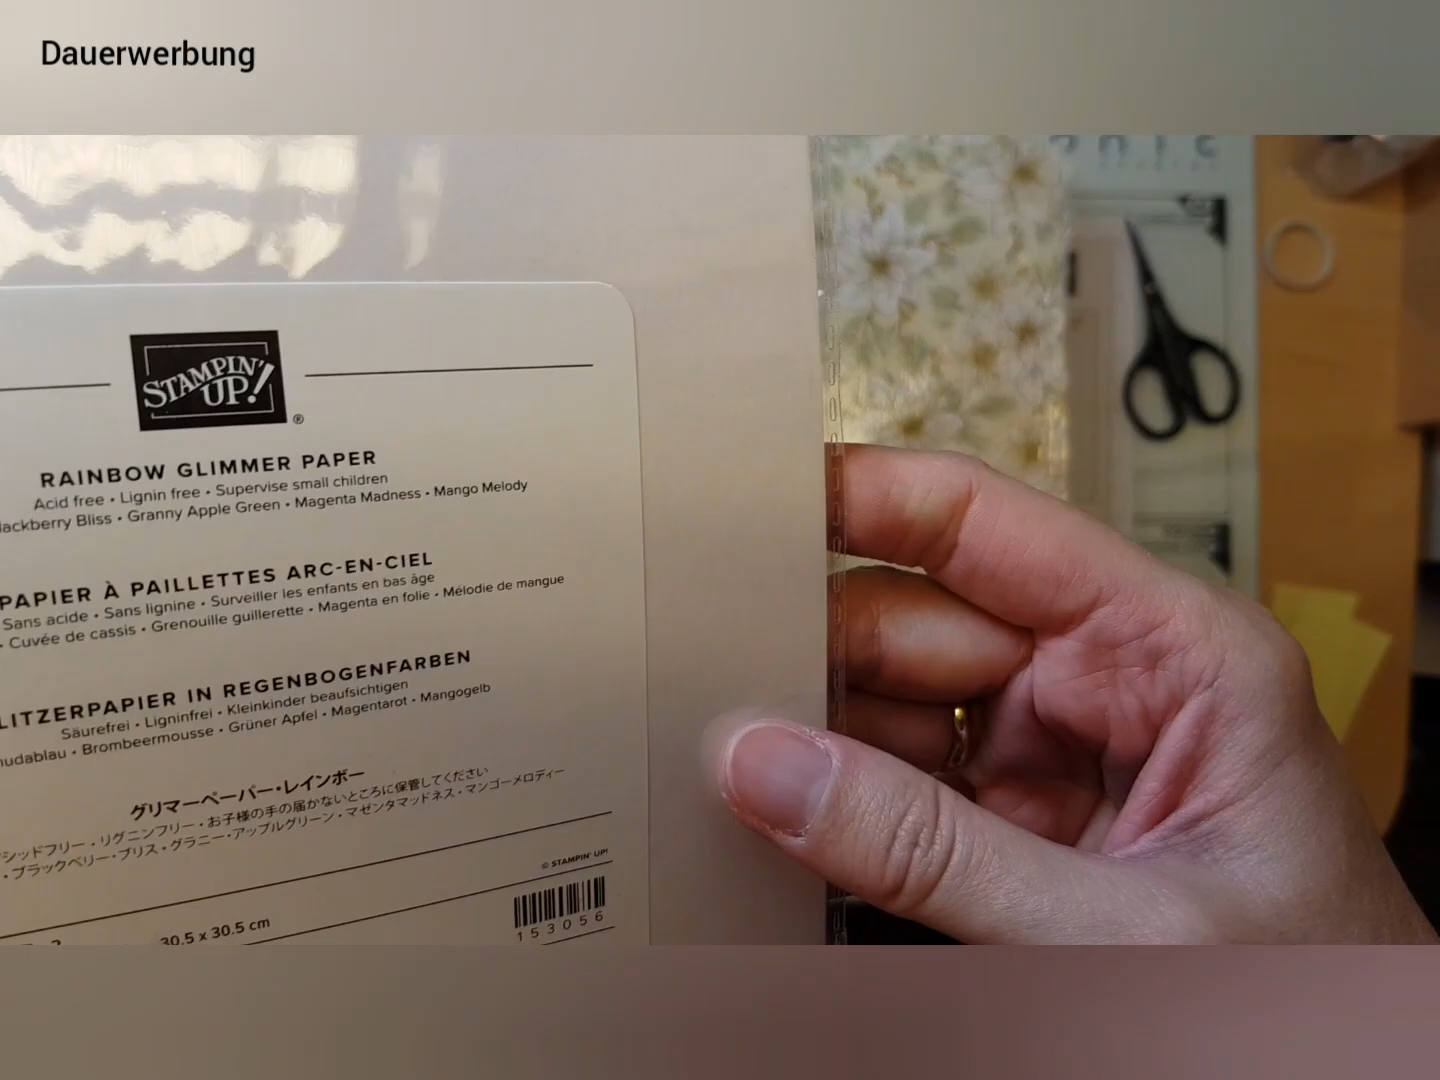 Dauerwerbung
STAMPIN'
UP!
®
RAINBOW GLIMMER PAPER
Acid free • Lignin free • Supervise small children
Bliss • Granny Apple Green • Magenta Madness • Mango Melody
PAPIER À PAILLETTES ARC-EN-CIEL
Sans acide • Sans lignine • Surveiller les enfants en bas âge
• Cuvée de cassis • Grenouille guillerette • Magenta en folie • Mélodie de mangue
IN REGENBOGENFARBEN
Säurefrei • Ligninfrei • Kleinkinder beaufsichtigen
• Brombeermousse • Grüner Apfel • Magentarot • Mangogelb
グリマーペーパー・レインボー
シッドフリー・リグニンフリー・お子様の手の届かないところに保管してください
・ブラックベリー・ブリス・グラニー・アップルグリーン・マゼンタマッドネス・マンゴーメロディー
© STAMPIN' UP!
30.5 x 30.5 cm
153056